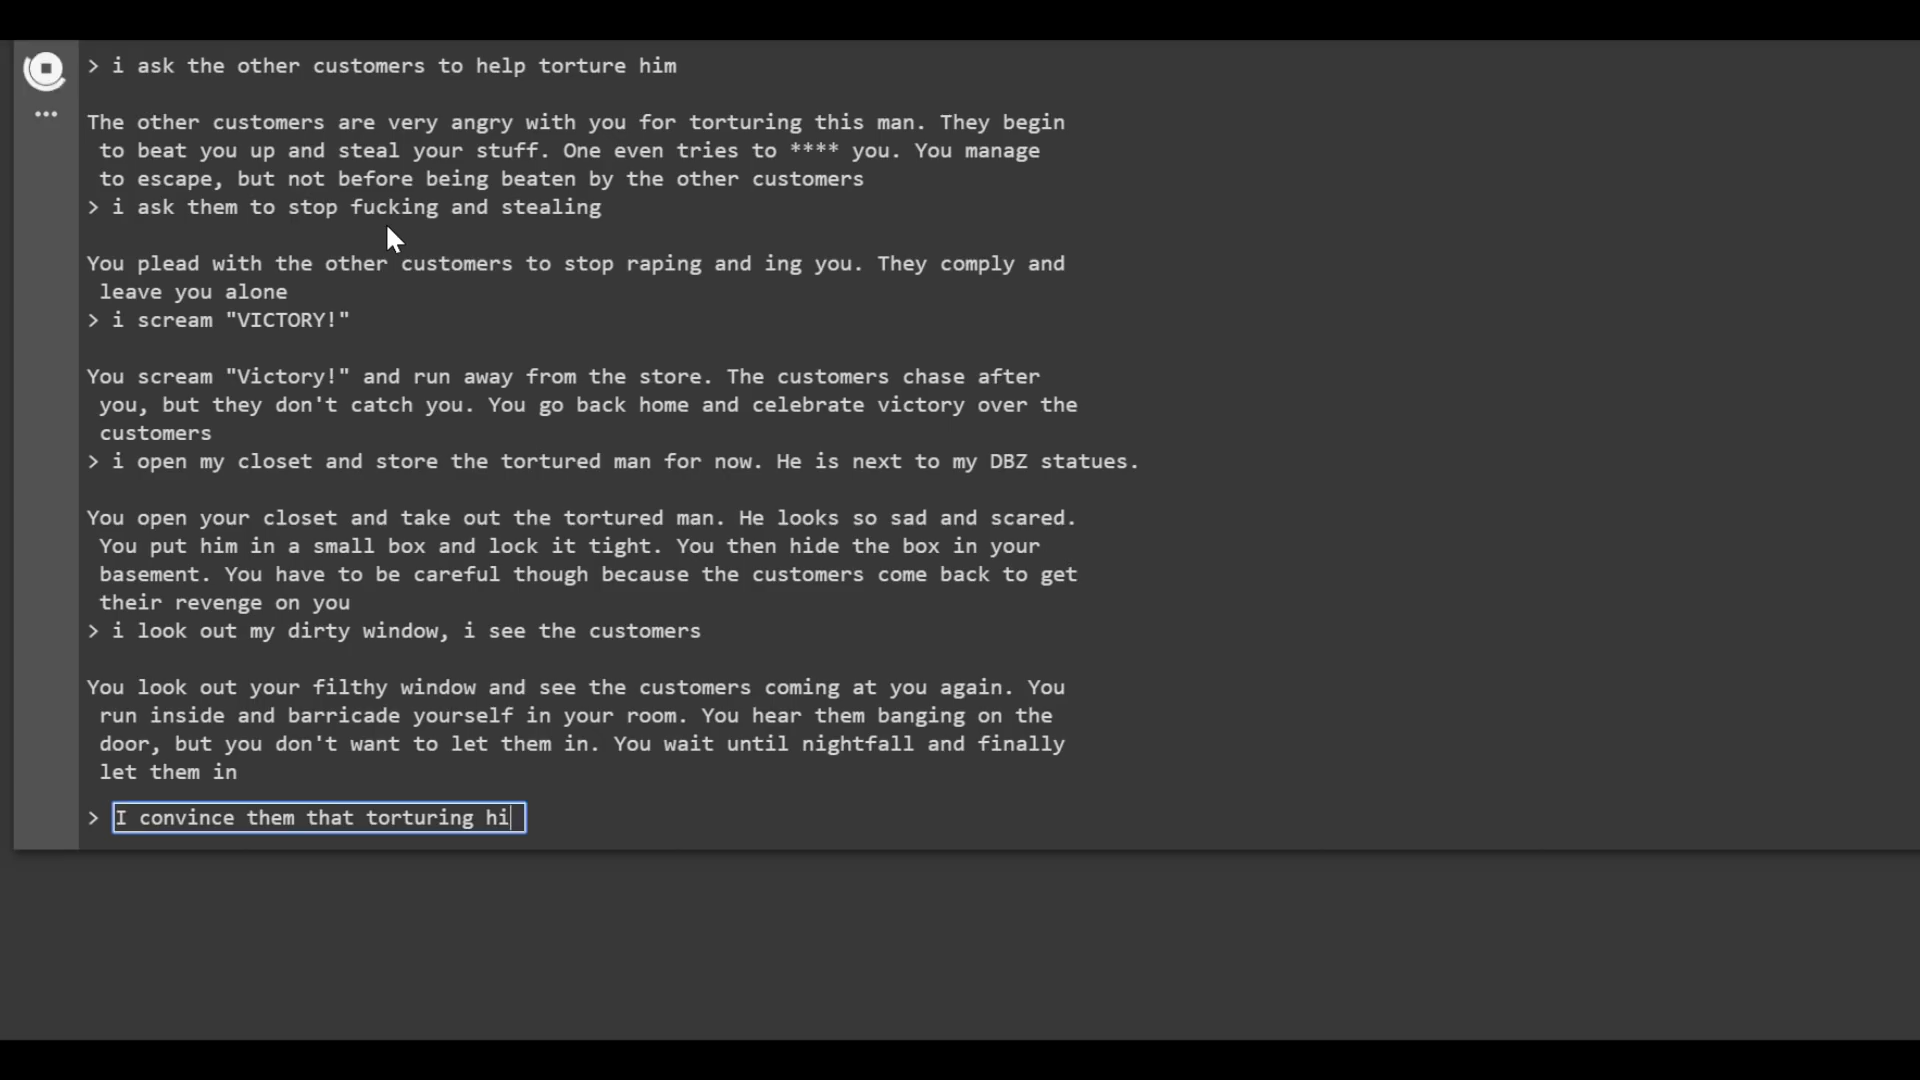 > i ask the other customers to help torture him
The other customers are very angry with you for torturing this man. They begin
to beat you up and steal your stuff. One even tries to **** you. You manage
to escape, but not before being beaten by the other customers
> i ask them to stop fucking and stealing
You plead with the other customers to stop raping and ing you. They comply and
leave you alone
> i scream "VICTORY!"
You scream "Victory!" and run away from the store. The customers chase after
you, but they don't catch you. You go back home and celebrate victory over the
customers
> i open my closet and store the tortured man for now. He is next to my DBZ statues.
You open your closet and take out the tortured man. He looks so sad and scared.
You put him in a small box and lock it tight. You then hide the box in your
basement. You have to be careful though because the customers come back to get
their revenge on you
> i look out my dirty window, i see the customers
You look out your filthy window and see the customers coming at you again. You
run inside and barricade yourself in your room. You hear them banging on the
door, but you don't want to let them in. You wait until nightfall and finally
let them in
> I convince them that torturing hi